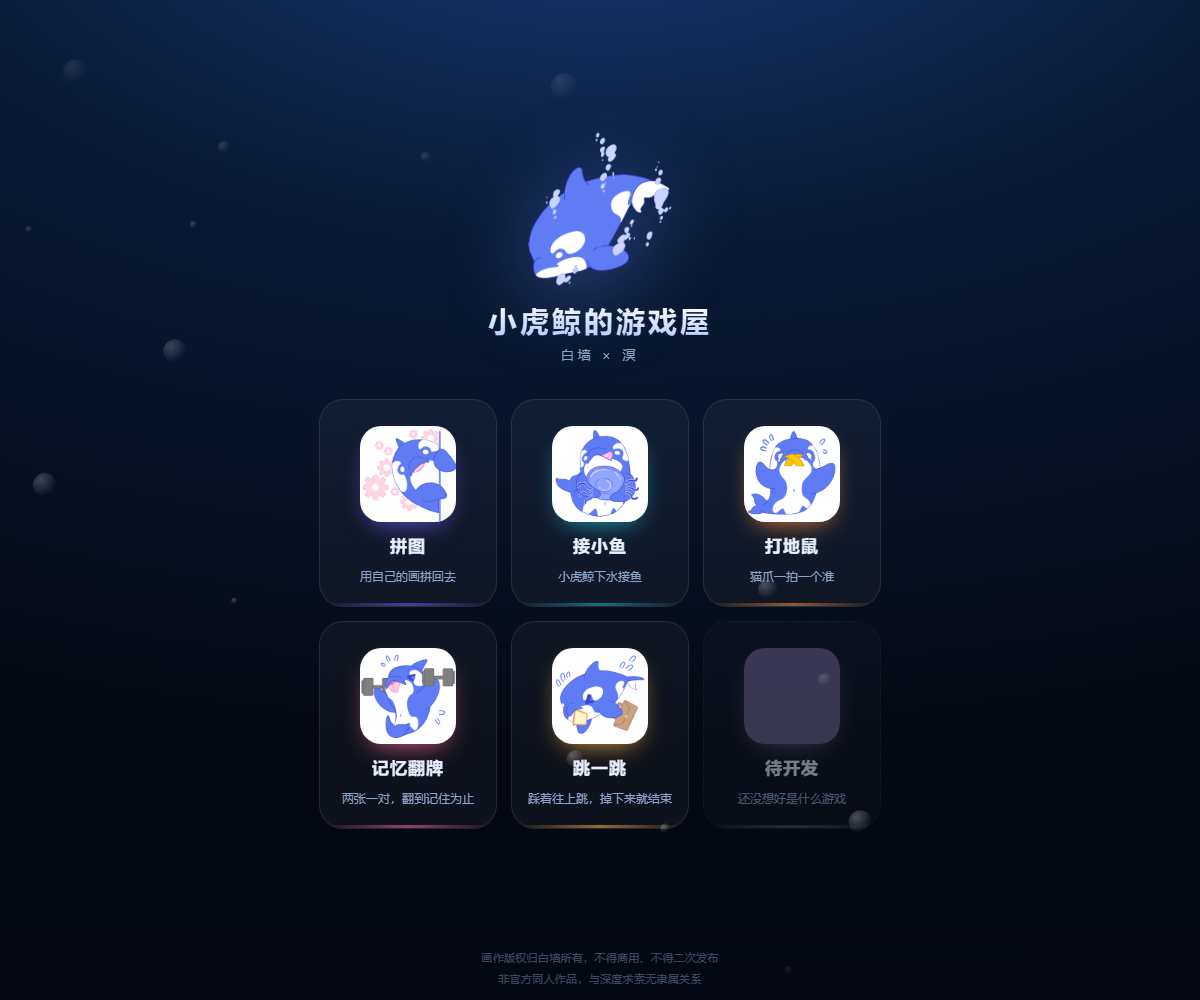 小虎鲸的游戏屋
白墙 × 溟
拼图
用自己的画拼回去
接小鱼
小虎鲸下水接鱼
打地鼠
猫爪一拍一个准
记忆翻牌
两张一对，翻到记住为止
跳一跳
踩着往上跳，掉下来就结束
待开发
还没想好是什么游戏
画作版权归白墙所有，不得商用、不得二次发布
非官方同人作品，与深度求索无隶属关系